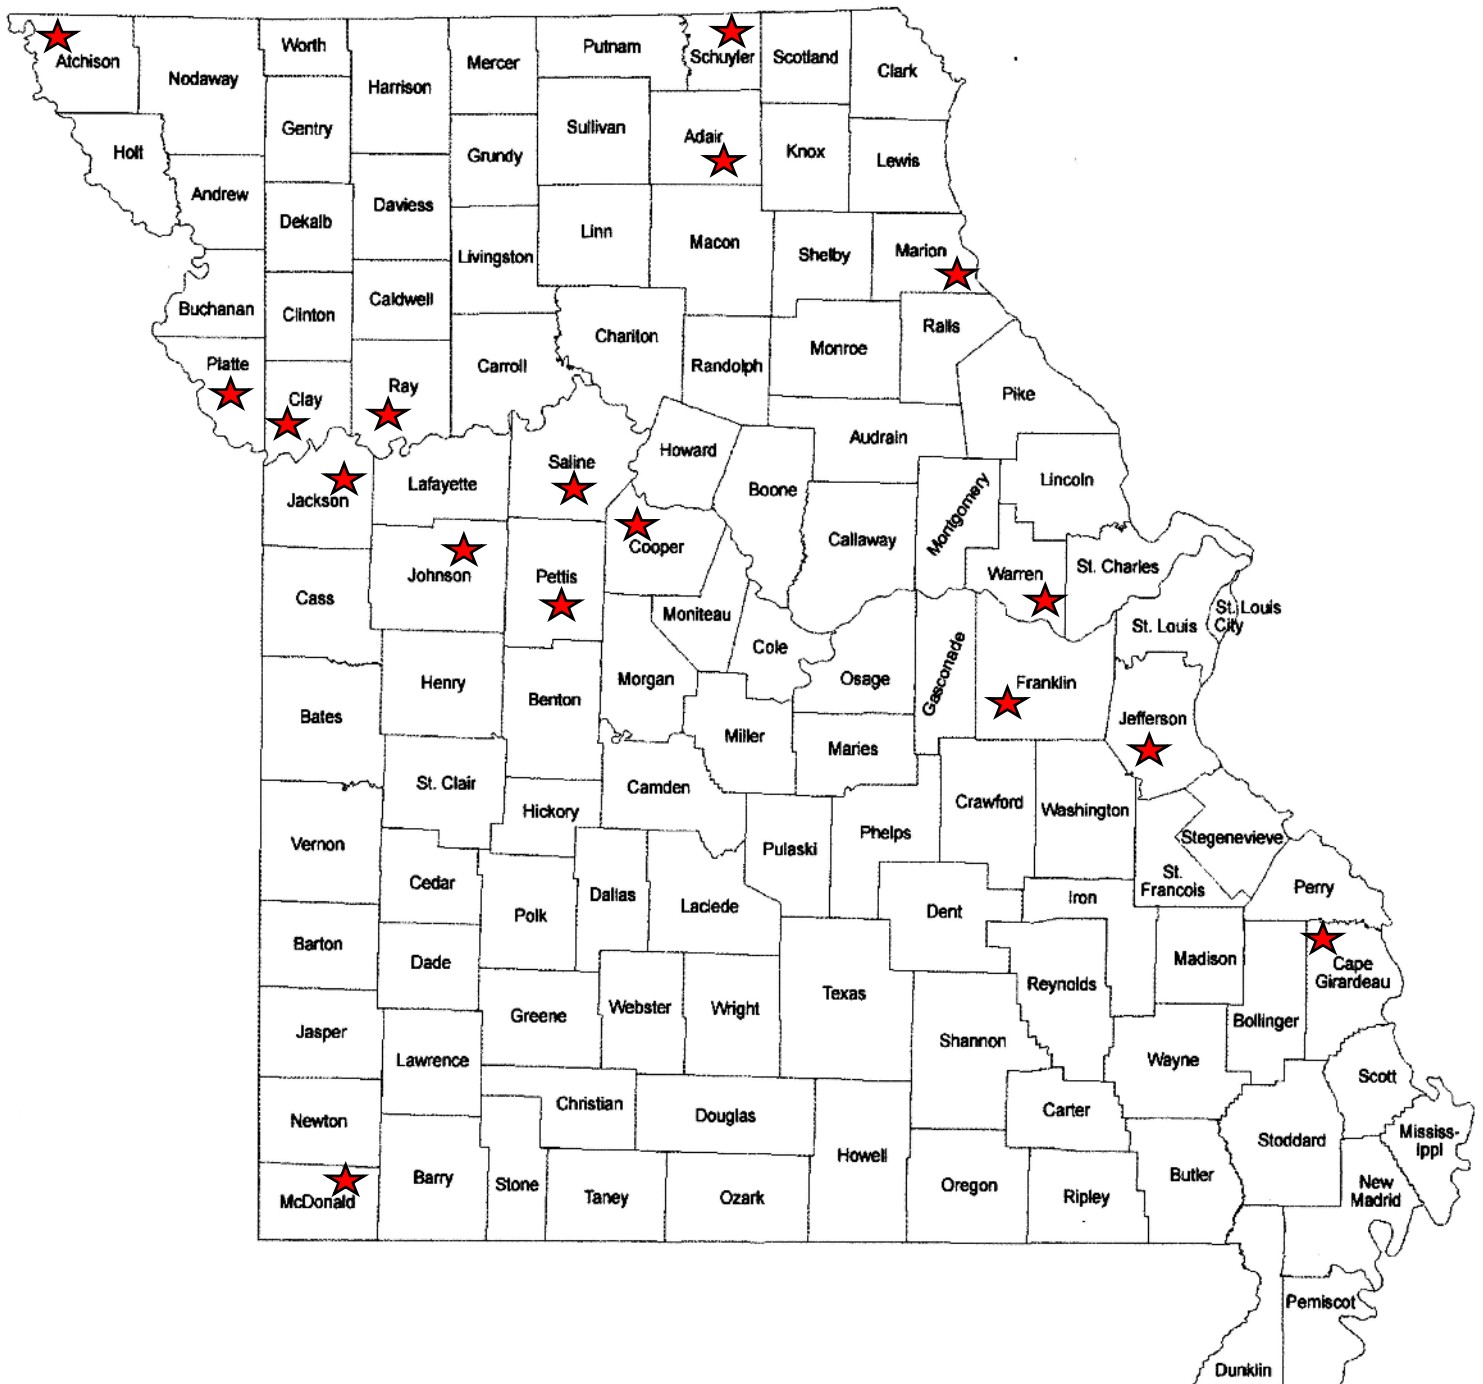 Worth
Putnam
Schuyler
Scotland
Atchison
Nodaway
Mercer
Clark
Harrison
Gentry
Sullivan
Adair
Knox
Lewis
Holt
Grundy
Andrew
Dekalb
Daviess
Linn
Macon
Shelby
Marion
Livingston
Buchanan
Clinton
Caldwell
Chariton
Ralls
Monroe
Platte
Clay
Ray
Carroll
Randolph
Pike
Audrain
Howard
Saline
Lafayette
Jackson
Boone
Lincoln
Montgomery
Callaway
Cooper
Johnson
Pettis
Warren
St. Charles
Cass
Moniteau
St. Louis
City
St. Louis
Cole
Osage
Gasconade
Franklin
Henry
Morgan
Benton
Bates
Jefferson
Miller
Maries
St. Clair
Camden
Crawford
Washington
Hickory
Phelps
Pulaski
Stegenevieve
Vernon
Cedar
Dallas
Laclede
St.
Francois
Perry
Polk
Dent
Iron
Barton
Dade
Madison
Cape
Girardeau
Reynolds
Texas
Webster
Wright
Greene
Jasper
Bollinger
Shannon
Lawrence
Wayne
Scott
Christian
Douglas
Carter
Newton
Stoddard
Mississ-
ippi
Howell
Barry
Stone
Taney
Ozark
Oregon
Ripley
Butler
New
Madrid
McDonald
Pemiscot
Dunklin